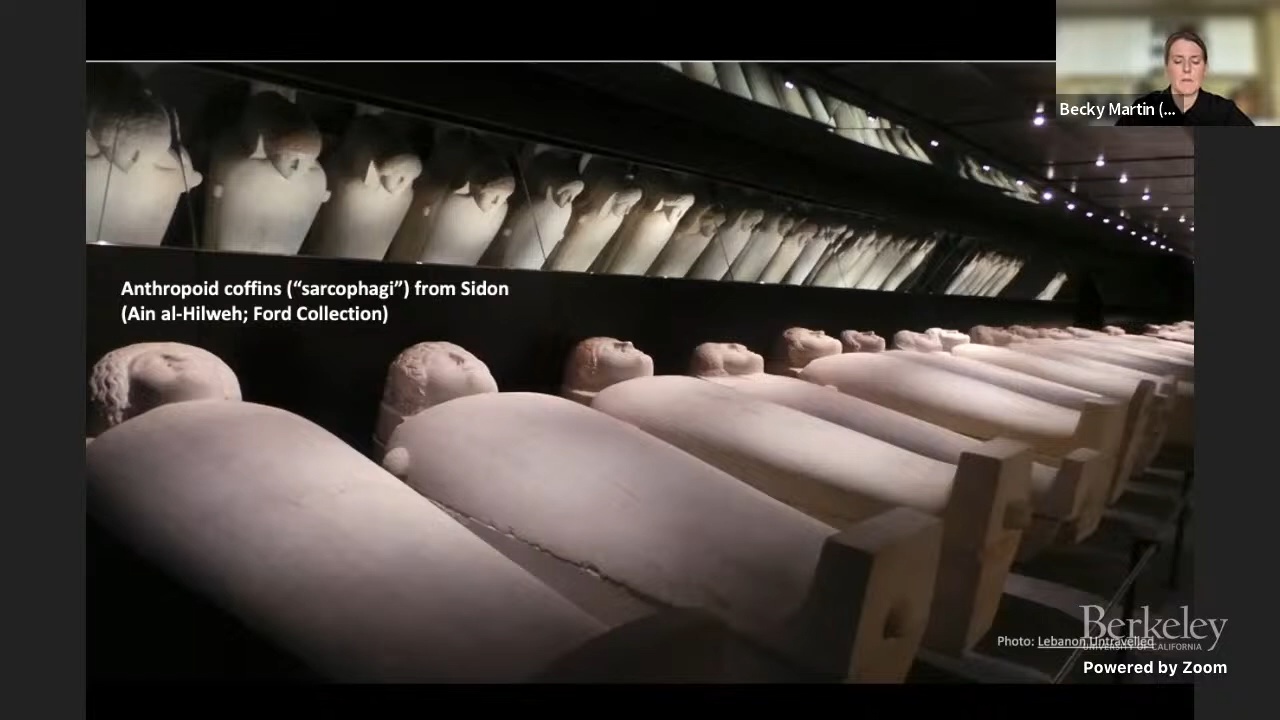 Becky Martin (...
Anthropoid coffins (“sarcophagi”) from Sidon
(Ain al-Hilweh; Ford Collection)
Photo: Lebanon Untravelled
Berkeley
UNIVERSITY OF CALIFORNIA
Powered by Zoom